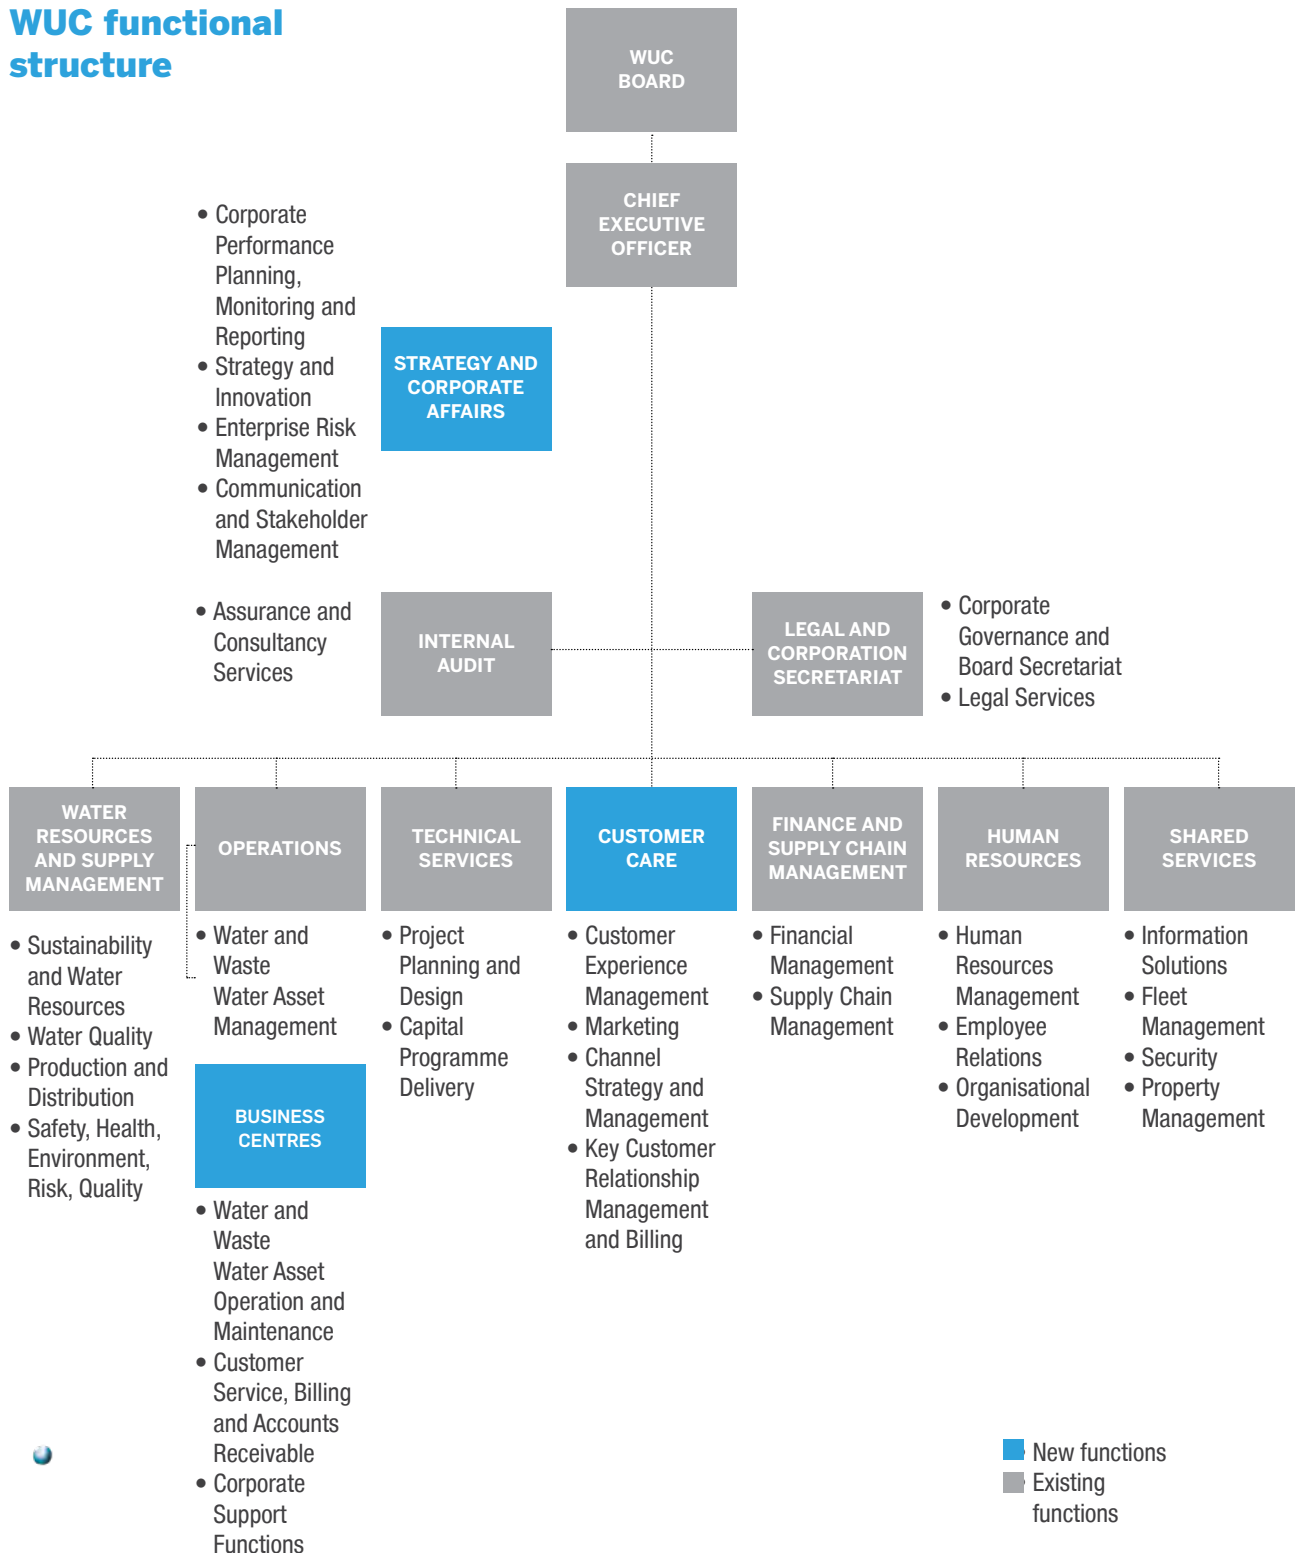 WUC functional
structure
WUC
BOARD
CHIEF
EXECUTIVE
OFFICER
• Corporate
Performance
Planning,
Monitoring and
Reporting
• Strategy and
Innovation
• Enterprise Risk
Management
• Communication
and Stakeholder
Management
STRATEGY AND
CORPORATE
AFFAIRS
• Assurance and
Consultancy
Services
INTERNAL
AUDIT
LEGAL AND
CORPORATION
SECRETARIAT
• Corporate
Governance and
Board Secretariat
• Legal Services
WATER
RESOURCES
AND SUPPLY
MANAGEMENT
• Sustainability
and Water
Resources
• Water Quality
• Production and
Distribution
• Safety, Health,
Environment,
Risk, Quality
OPERATIONS
• Water and
Waste
Water Asset
Management
BUSINESS
CENTRES
• Water and
Waste
Water Asset
Operation and
Maintenance
• Customer
Service, Billing
and Accounts
Receivable
• Corporate
Support
Functions
TECHNICAL
SERVICES
• Project
Planning and
Design
• Capital
Programme
Delivery
CUSTOMER
CARE
• Customer
Experience
Management
• Marketing
• Channel
Strategy and
Management
• Key Customer
Relationship
Management
and Billing
FINANCE AND
SUPPLY CHAIN
MANAGEMENT
• Financial
Management
• Supply Chain
Management
HUMAN
RESOURCES
• Human
Resources
Management
• Employee
Relations
• Organisational
Development
SHARED
SERVICES
• Information
Solutions
• Fleet
Management
• Security
• Property
Management
New functions
Existing
functions